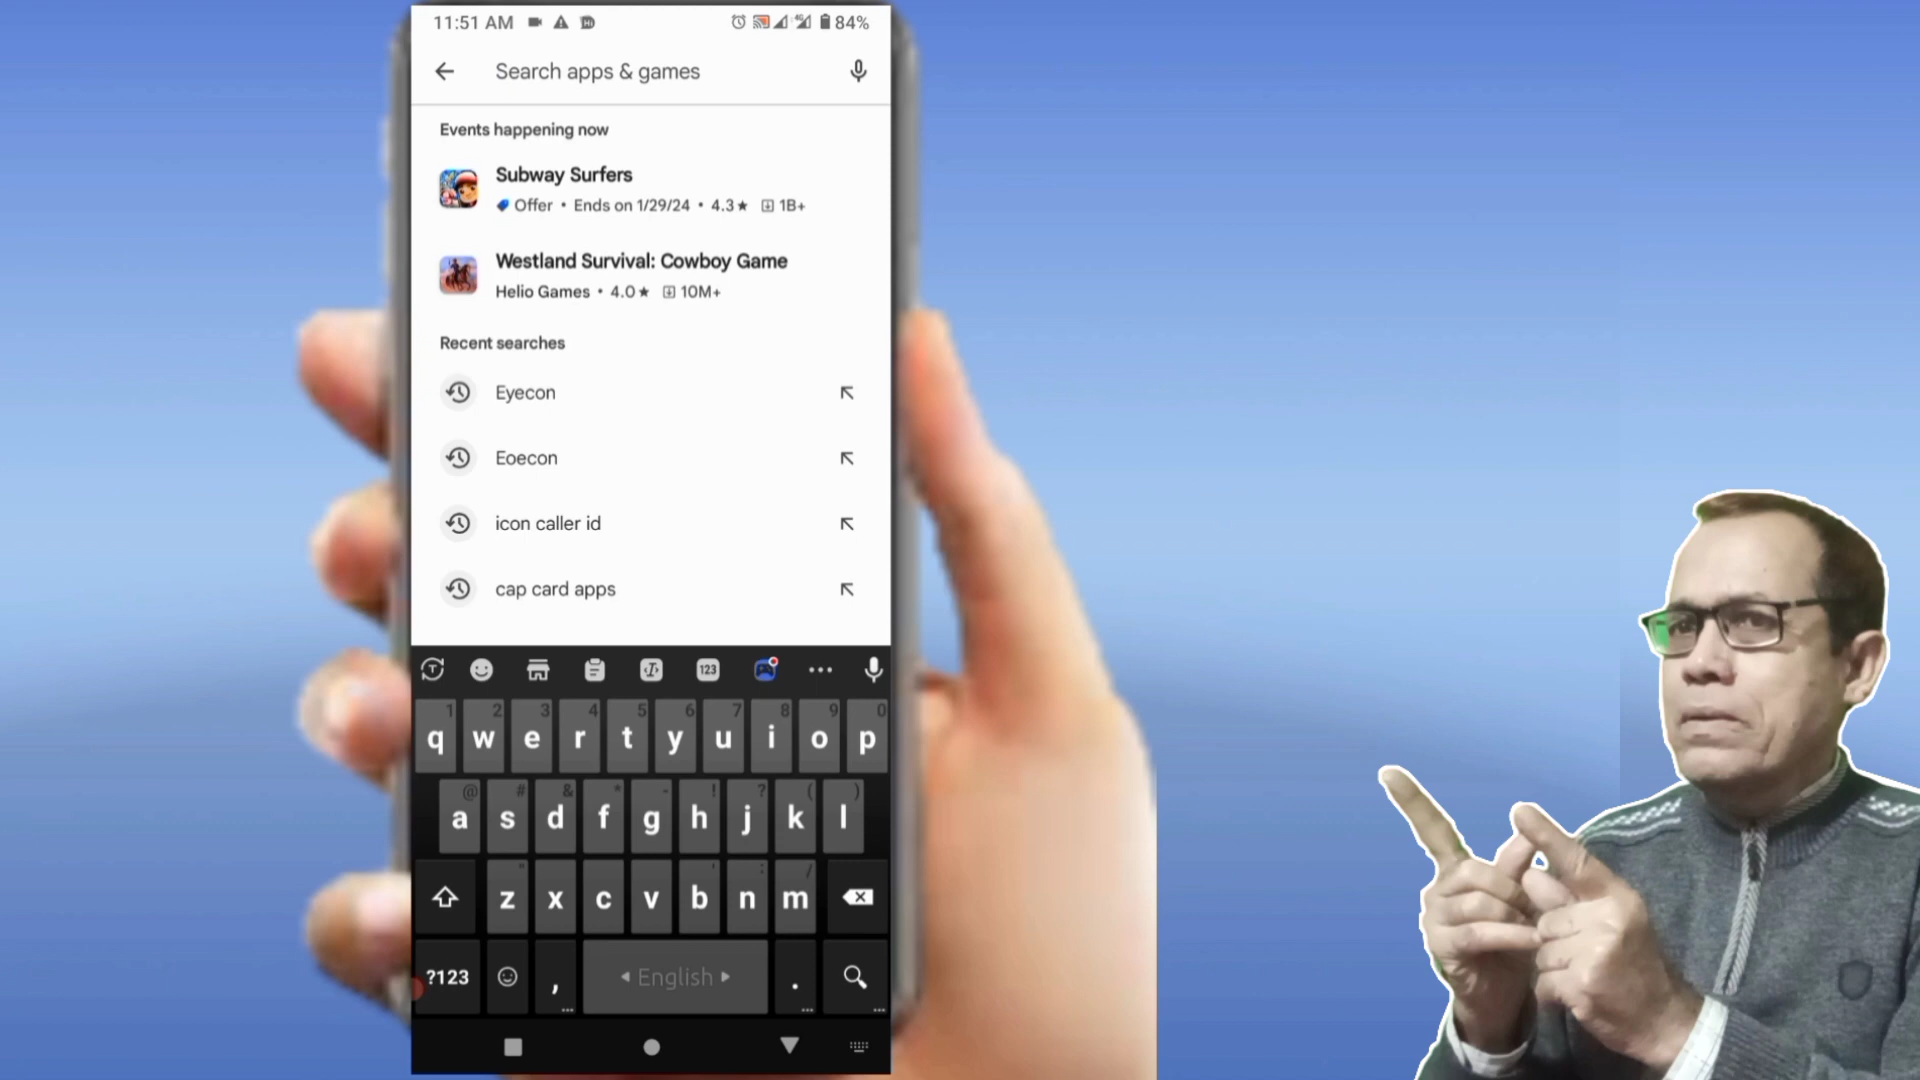 11:51 AM 84%
Search apps & games
Events happening now
Subway Surfers
Offer • Ends on 1/29/24 • 4.3★ 1B+
Westland Survival: Cowboy Game
Helio Games • 4.0★ 10M+
Recent searches
Eyecon
Eoecon
icon caller id
cap card apps
123
1 2 3 4 5 6 7 8 9 0
q w e r t y u i o p
@ # & * - ! ? ( )
a s d f g h j k l
" ' : /
z x c v b n m
?123 , English .